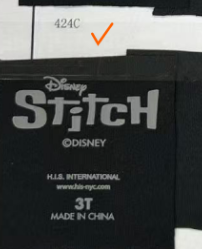 424C
Disney
STITCH
©DISNEY
H.I.S. INTERNATIONAL
www.his-nyc.com
3T
MADE IN CHINA